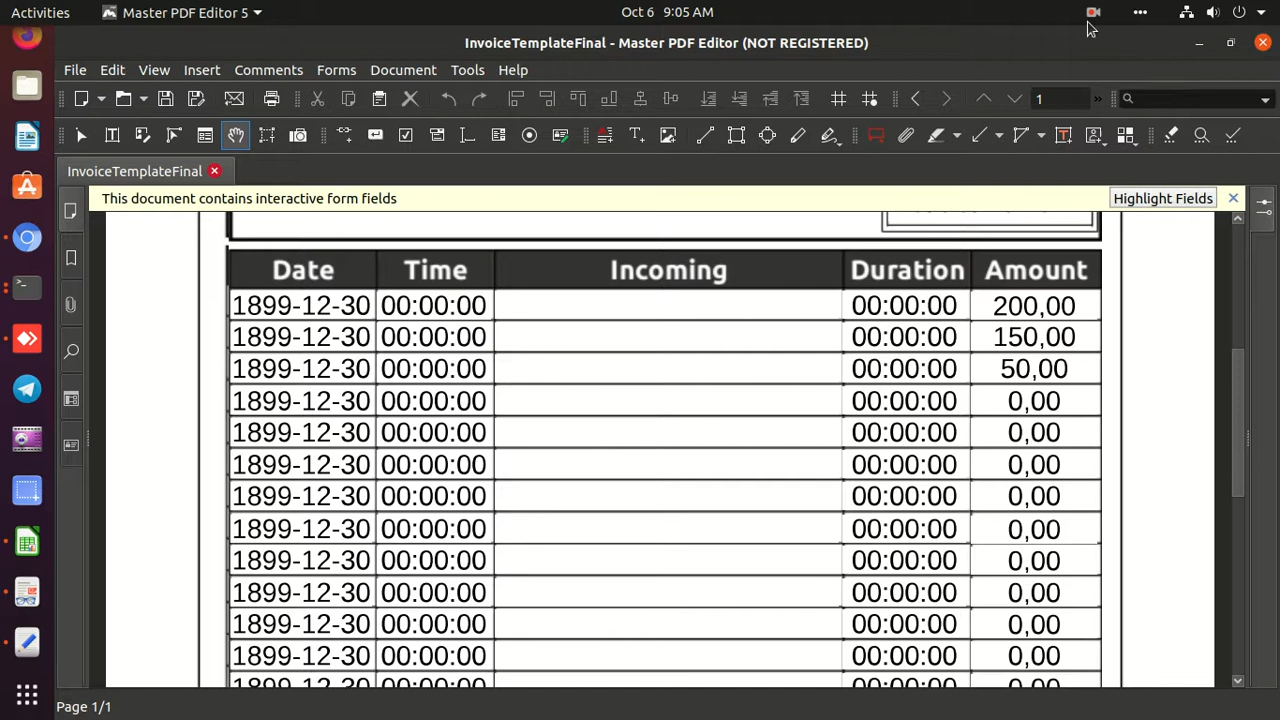 Activities Master PDF Editor 5 Oct 6 9:05 AM
InvoiceTemplateFinal - Master PDF Editor (NOT REGISTERED)
File Edit View Insert Comments Forms Document Tools Help
1 »
InvoiceTemplateFinal
This document contains interactive form fields Highlight Fields
Date Time Incoming Duration Amount
1899-12-30 00:00:00 00:00:00 200,00
1899-12-30 00:00:00 00:00:00 150,00
1899-12-30 00:00:00 00:00:00 50,00
1899-12-30 00:00:00 00:00:00 0,00
1899-12-30 00:00:00 00:00:00 0,00
1899-12-30 00:00:00 00:00:00 0,00
1899-12-30 00:00:00 00:00:00 0,00
1899-12-30 00:00:00 00:00:00 0,00
1899-12-30 00:00:00 00:00:00 0,00
1899-12-30 00:00:00 00:00:00 0,00
1899-12-30 00:00:00 00:00:00 0,00
1899-12-30 00:00:00 00:00:00 0,00
Page 1/1